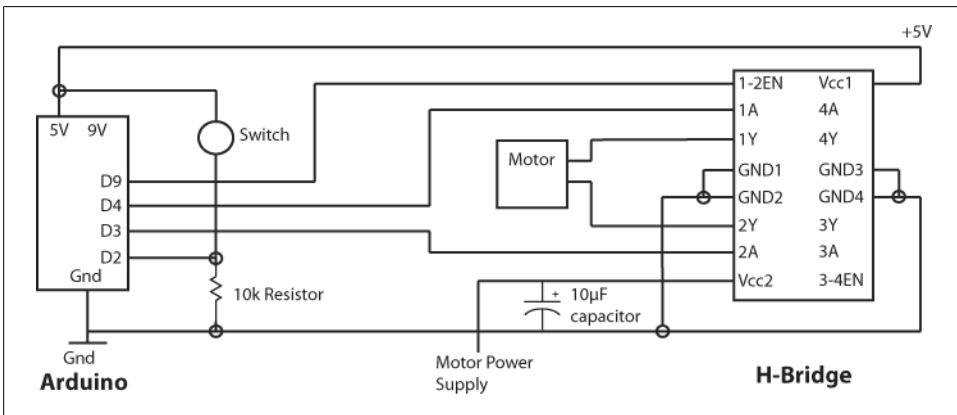 +5V
5V 9V
Switch
D9
D4
D3
D2
Gnd
10k Resistor
Gnd
Arduino
Motor
+ 10µF
capacitor
Motor Power
Supply
1-2EN Vcc1
1A 4A
1Y 4Y
GND1 GND3
GND2 GND4
2Y 3Y
2A 3A
Vcc2 3-4EN
H-Bridge